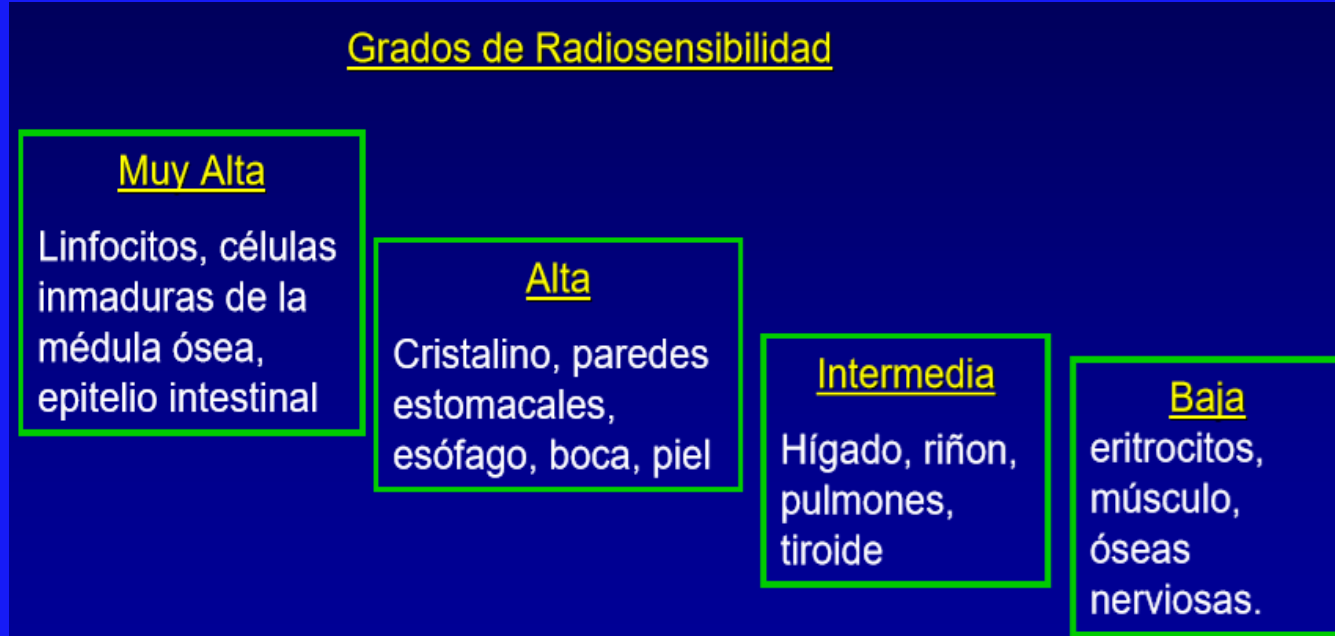 Grados de Radiosensibilidad
Muy Alta
Linfocitos, células
inmaduras de la
médula ósea,
epitelio intestinal
Alta
Cristalino, paredes
estomacales,
esófago, boca, piel
Intermedia
Hígado, riñon,
pulmones,
tiroide
Baja
eritrocitos,
músculo,
óseas
nerviosas.